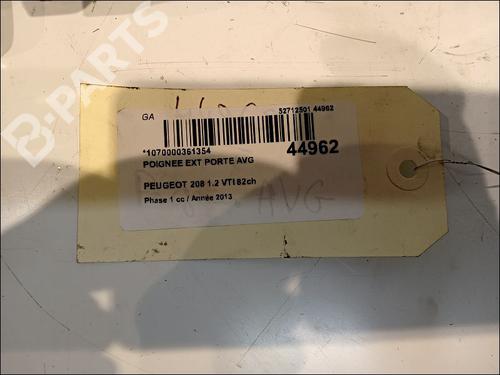 B-PARTS
GA
52712501 44962
*1070000361354
44962
POIGNEE EXT PORTE AVG
PEUGEOT 208 1.2 VTI 82ch
Phase 1 cc / Année 2013
AVG